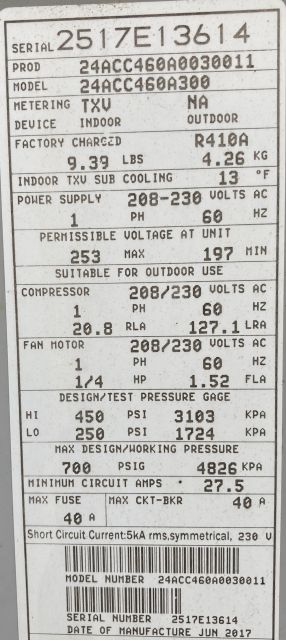 SERIAL 2517E13614
PROD 24ACC460A0030011
MODEL 24ACC460A300
METERING TXV NA
DEVICE INDOOR OUTDOOR
FACTORY CHARGED R410A
9.39 LBS 4.26 KG
INDOOR TXV SUB COOLING 13 °F
POWER SUPPLY 208-230 VOLTS AC
1 PH 60 HZ
PERMISSIBLE VOLTAGE AT UNIT
253 MAX 197 MIN
SUITABLE FOR OUTDOOR USE
COMPRESSOR 208/230 VOLTS AC
1 PH 60 HZ
20.8 RLA 127.1 LRA
FAN MOTOR 208/230 VOLTS AC
1 PH 60 HZ
1/4 HP 1.52 FLA
DESIGN/TEST PRESSURE GAGE
HI 450 PSI 3103 KPA
LO 250 PSI 1724 KPA
MAX DESIGN/WORKING PRESSURE
700 PSIG 4826 KPA
MINIMUM CIRCUIT AMPS 27.5
MAX FUSE MAX CKT-BKR 40 A
40 A
Short Circuit Current:5kA rms,symmetrical, 230 V
MODEL NUMBER 24ACC460A0030011
SERIAL NUMBER 2517E13614
DATE OF MANUFACTURE JUN 2017